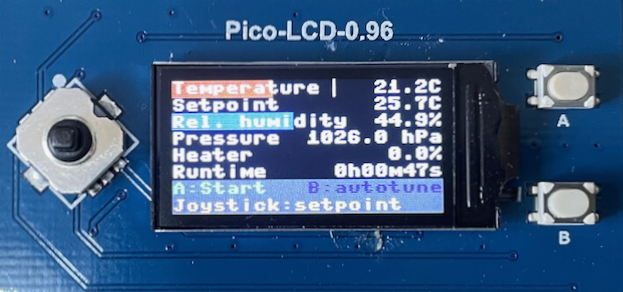 Pico-LCD-0.96
Temperature | 21.2C
Setpoint 25.7C
Rel. humidity 44.9%
Pressure 1026.0 hPa
Heater 0.0%
Runtime 0h00m47s
A:Start B:autotune
Joystick:setpoint
A
B